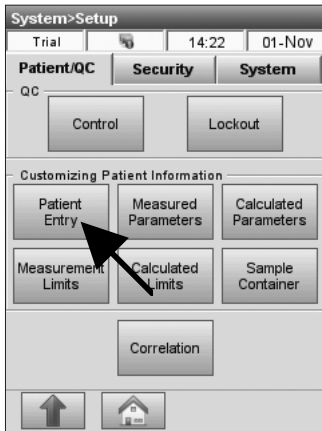 System>Setup
Trial 14:22 01-Nov
Patient/QC Security System
QC
Control Lockout
Customizing Patient Information
Patient Entry Measured Parameters Calculated Parameters
Measurement Limits Calculated Limits Sample Container
Correlation